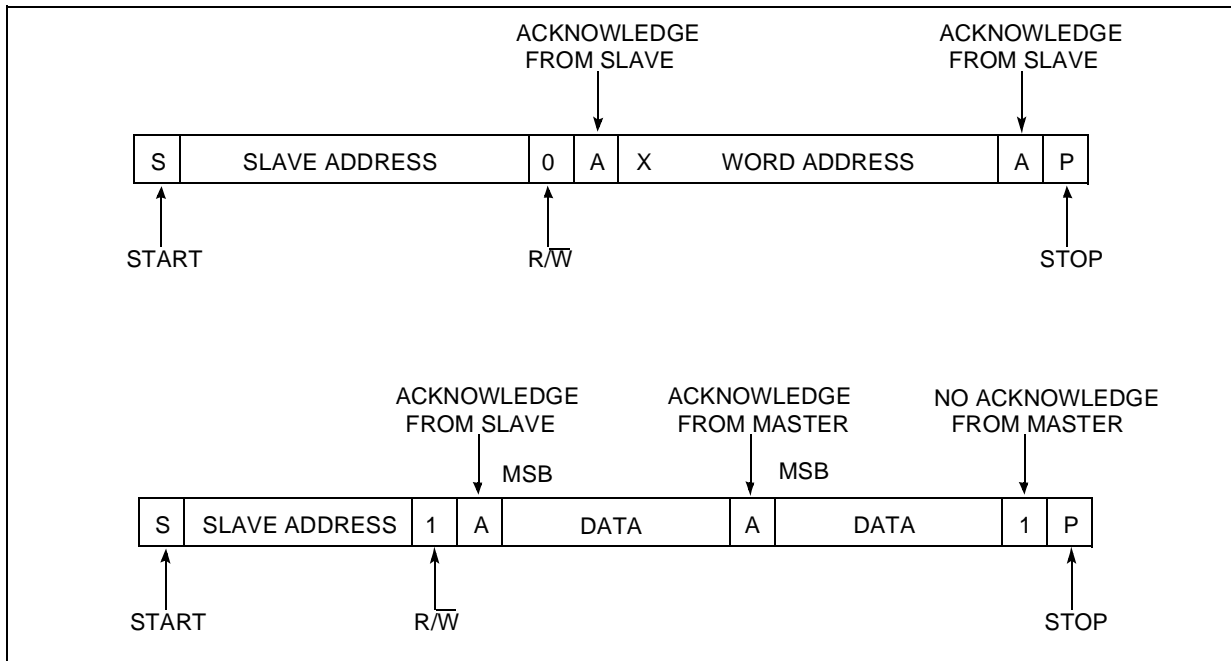 ACKNOWLEDGE
FROM SLAVE
ACKNOWLEDGE
FROM SLAVE
S SLAVE ADDRESS 0 A X WORD ADDRESS A P
START
R/W̅
STOP
ACKNOWLEDGE
FROM SLAVE
ACKNOWLEDGE
FROM MASTER
NO ACKNOWLEDGE
FROM MASTER
MSB
MSB
S SLAVE ADDRESS 1 A DATA A DATA 1 P
START
R/W̅
STOP